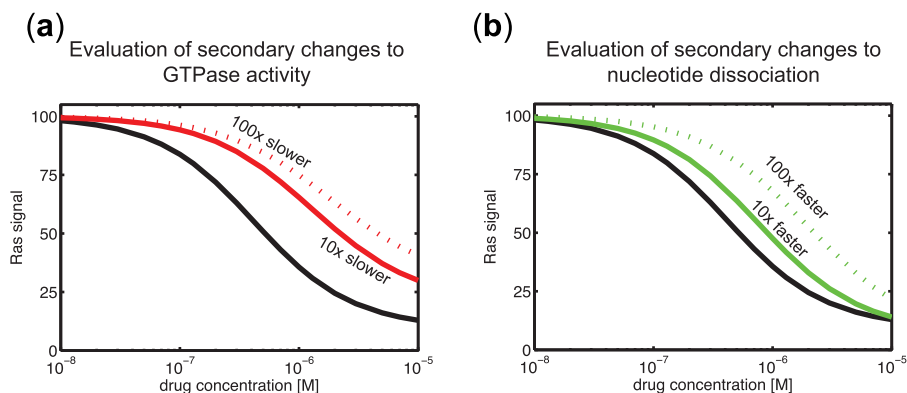 (a)
Evaluation of secondary changes to
GTPase activity
100
75
50
25
0
Ras signal
100x slower
10x slower
10⁻⁸
10⁻⁷
10⁻⁶
10⁻⁵
drug concentration [M]
(b)
Evaluation of secondary changes to
nucleotide dissociation
100
75
50
25
0
Ras signal
100x faster
10x faster
10⁻⁸
10⁻⁷
10⁻⁶
10⁻⁵
drug concentration [M]